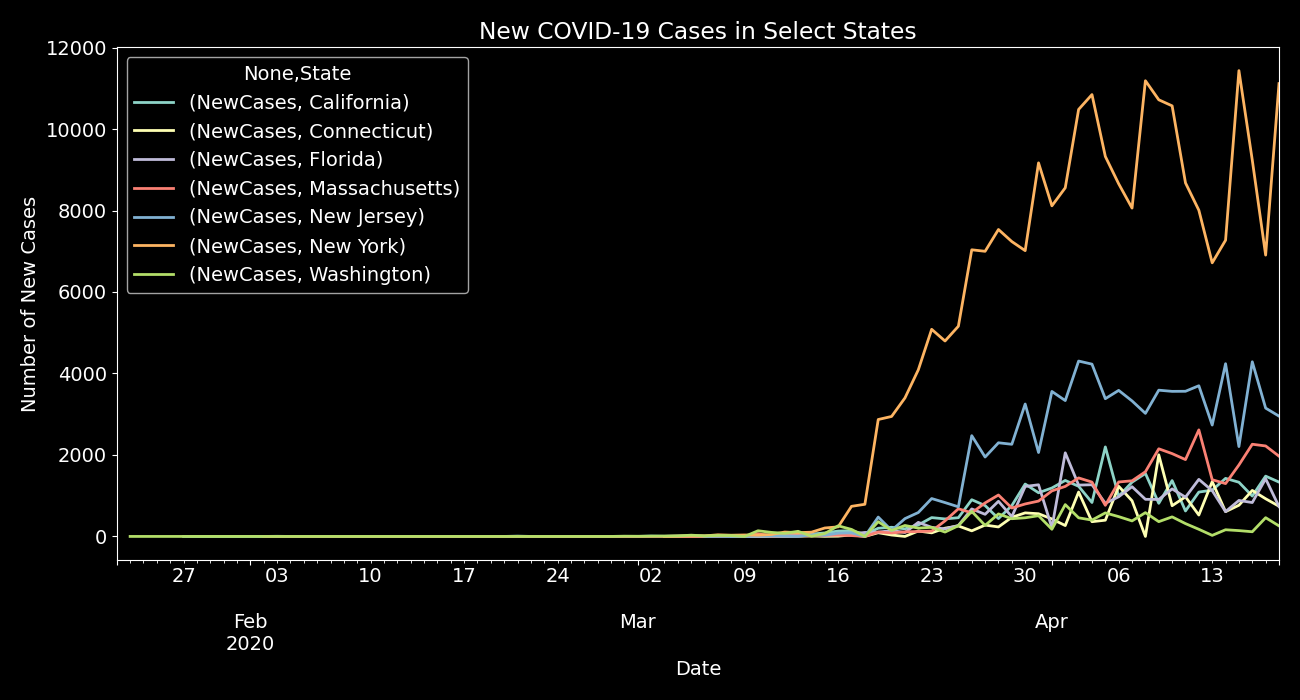 New COVID-19 Cases in Select States
12000
10000
8000
6000
4000
2000
0
Number of New Cases
None,State
(NewCases, California)
(NewCases, Connecticut)
(NewCases, Florida)
(NewCases, Massachusetts)
(NewCases, New Jersey)
(NewCases, New York)
(NewCases, Washington)
27 03 10 17 24 02 09 16 23 30 06 13
Feb Mar Apr
2020
Date